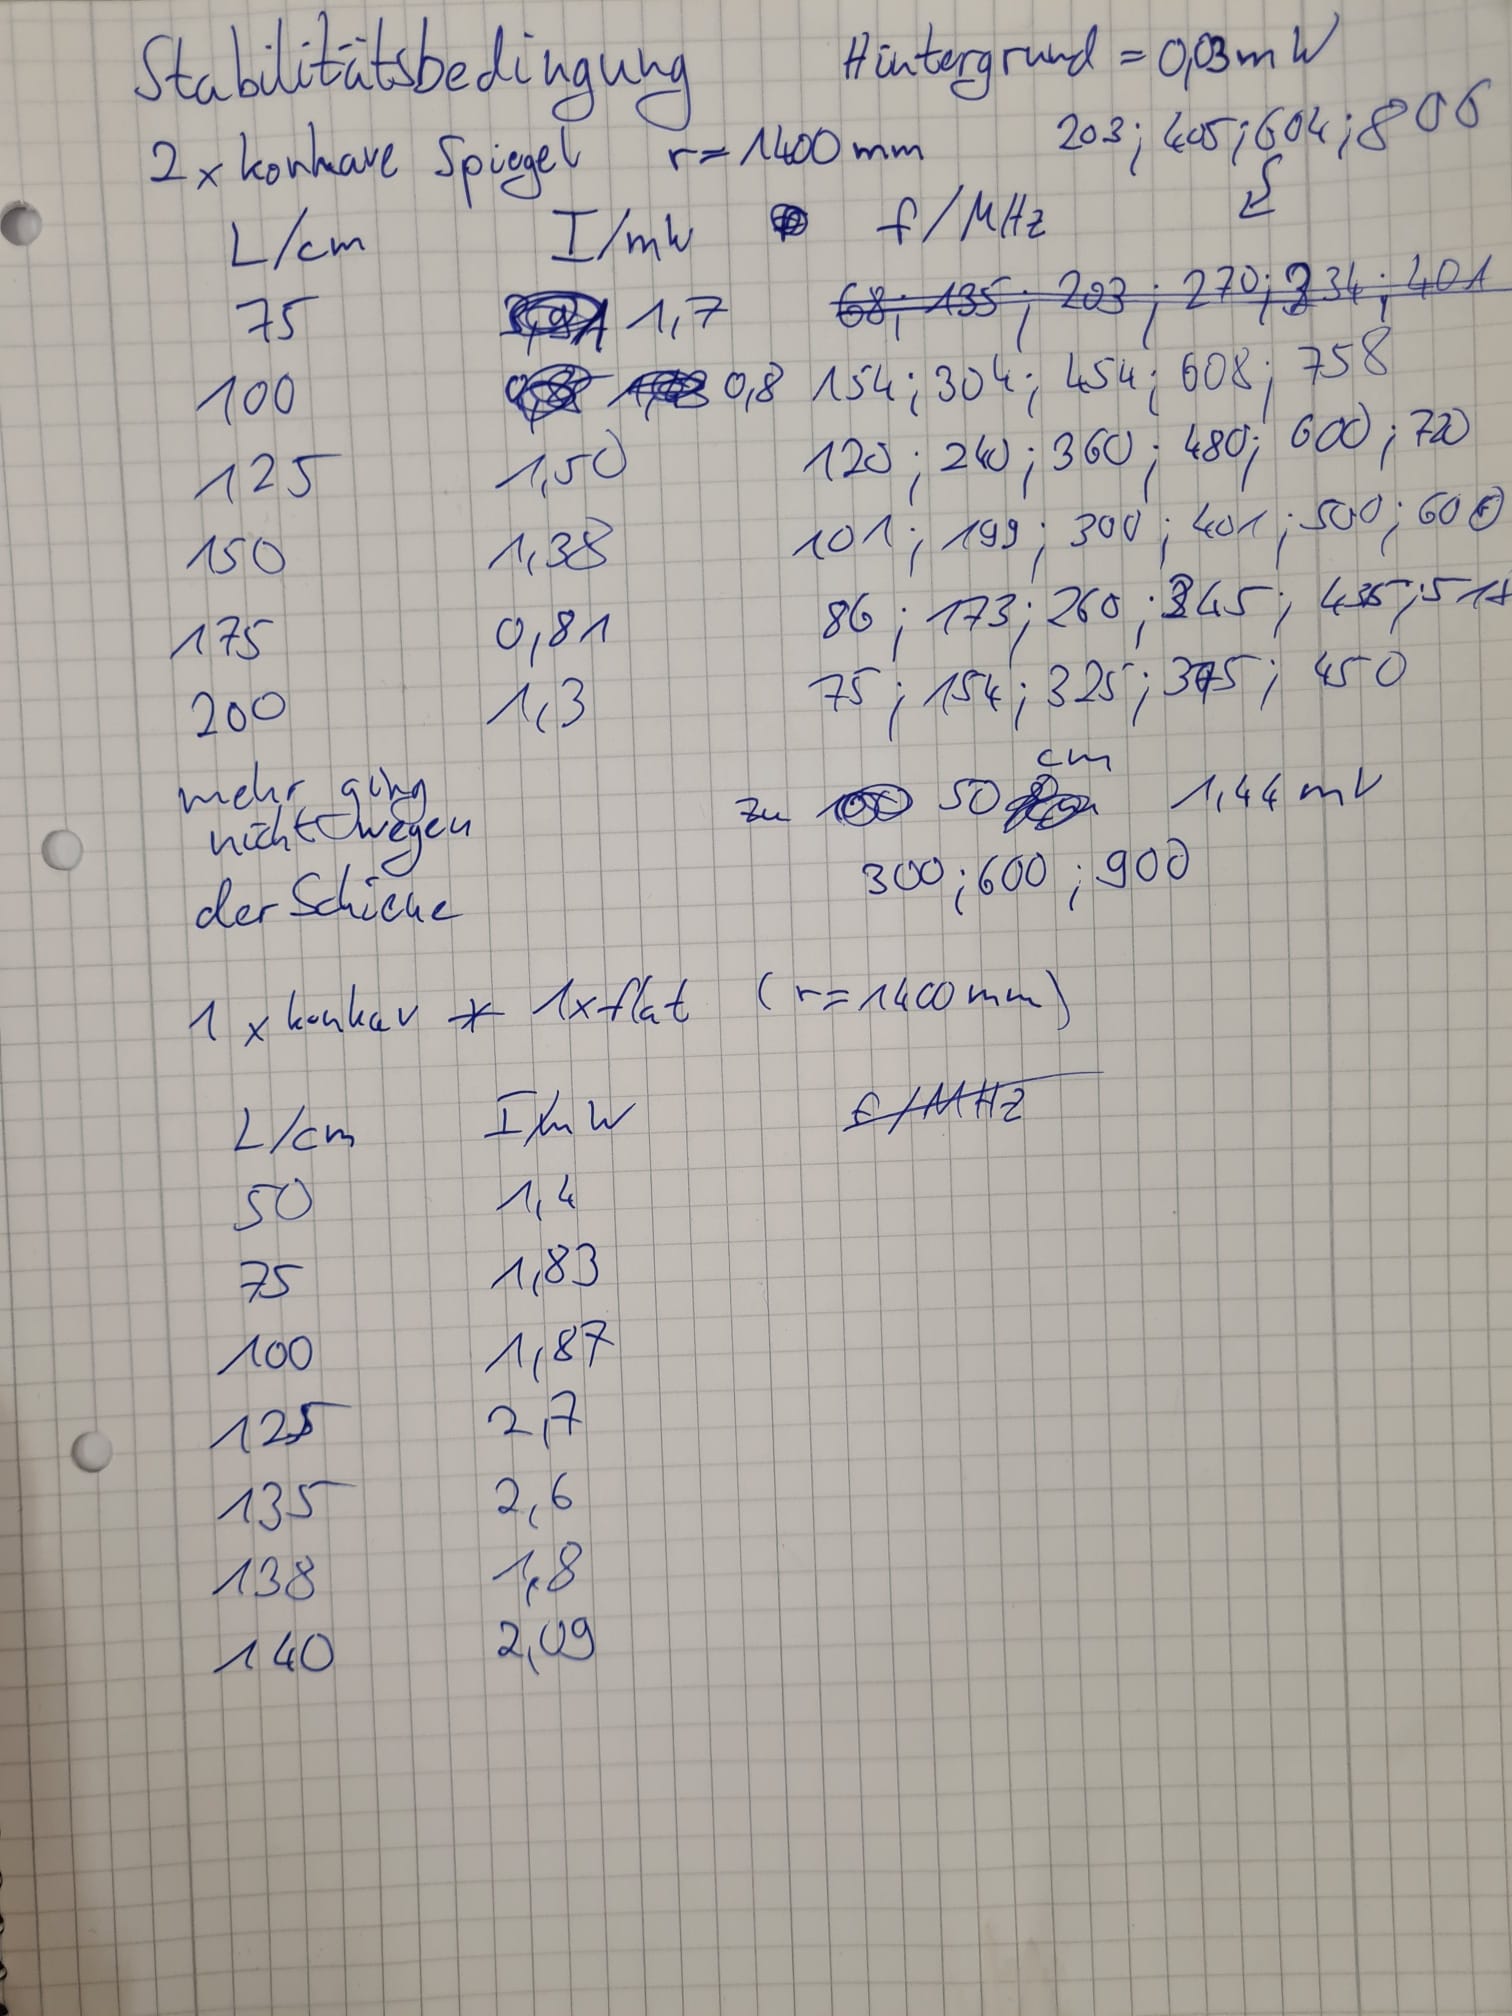 Stabilitätsbedingung Hintergrund = 0,03 mW
2 x konkave Spiegel r = 1400 mm 203; 405; 604; 806
L/cm I/mW f/MHz
75 1,7 68; 135; 203; 270; 334; 401
100 0,8 154; 304; 454; 608; 758
125 1,50 120; 240; 360; 480; 600; 720
150 1,38 101; 199; 300; 401; 500; 600
175 0,81 86; 173; 260; 345; 435; 518
200 1,3 75; 154; 325; 375; 450
mehr ging
nicht wegen
der Schiene
zu 50 cm 1,44 mW
300; 600; 900
1 x konkav + 1x flat (r = 1400 mm)
L/cm I/mW f/MHz
50 1,4
75 1,83
100 1,87
125 2,7
135 2,6
138 1,8
140 2,09